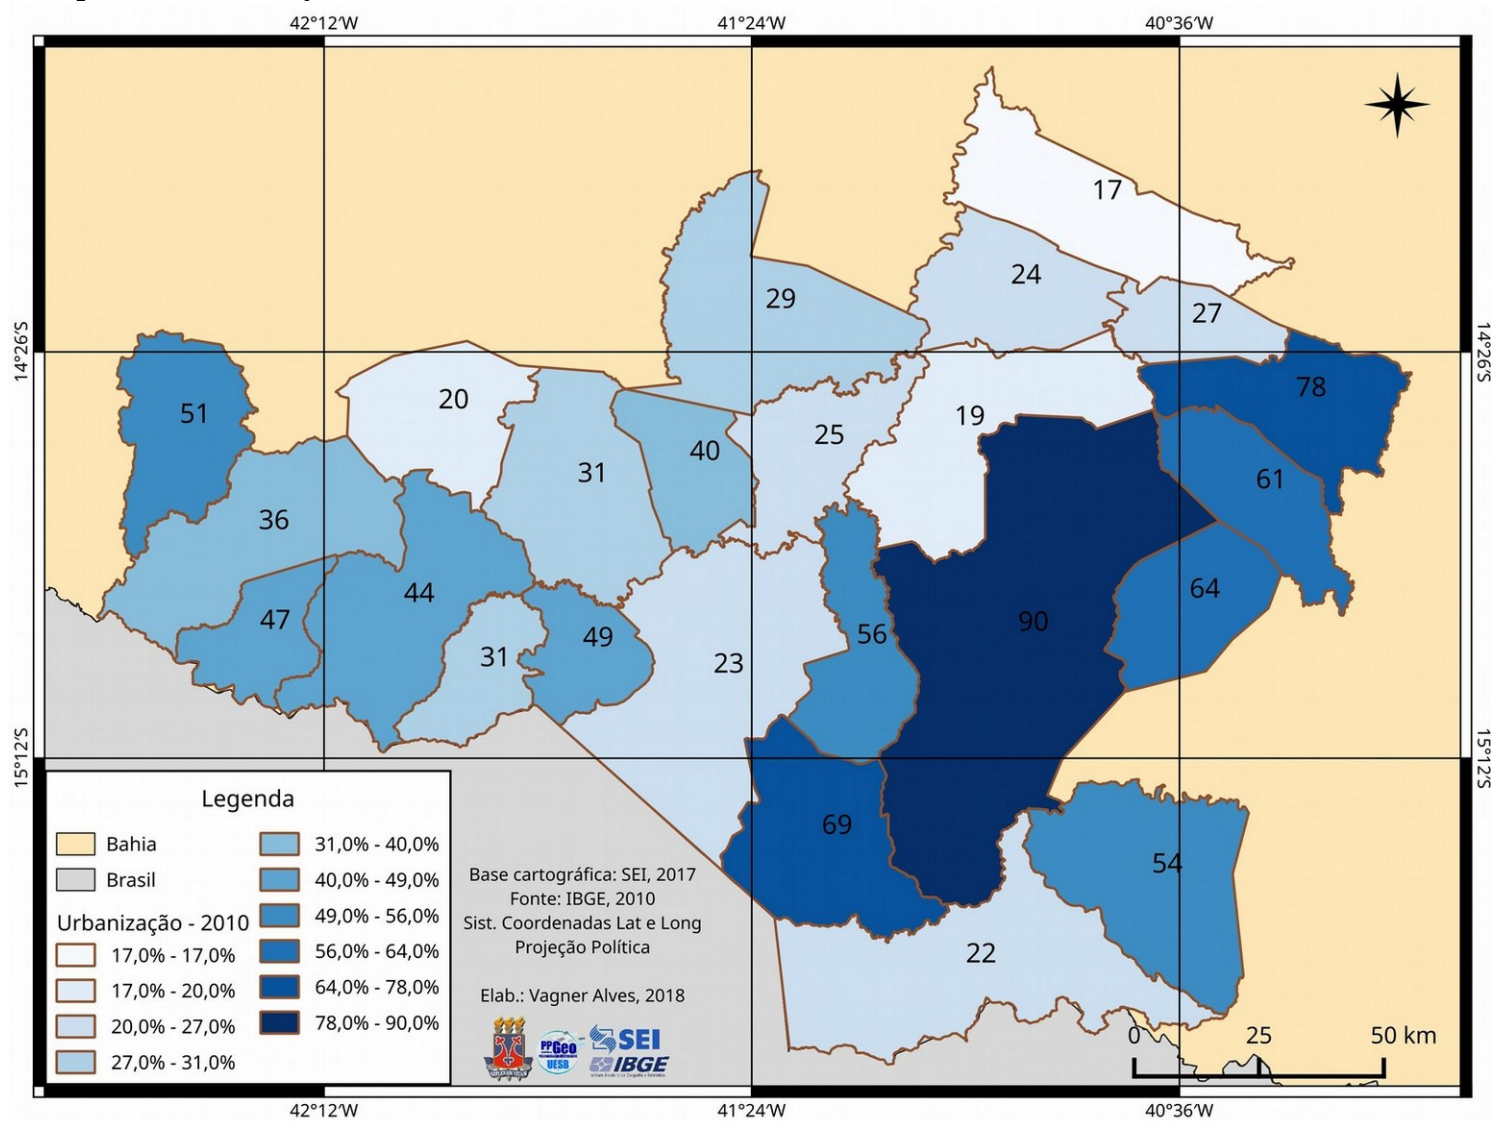 42°12′W 41°24′W 40°36′W
17
24
29
27
14°26′S 14°26′S
78
20
51
19
25
40
31
61
36
64
44
47
90
56
49
31
23
15°12′S 15°12′S
69
54
22
Legenda
Bahia
Brasil
Urbanização - 2010
17,0% - 17,0%
17,0% - 20,0%
20,0% - 27,0%
27,0% - 31,0%
31,0% - 40,0%
40,0% - 49,0%
49,0% - 56,0%
56,0% - 64,0%
64,0% - 78,0%
78,0% - 90,0%
Base cartográfica: SEI, 2017
Fonte: IBGE, 2010
Sist. Coordenadas Lat e Long
Projeção Política
Elab.: Vagner Alves, 2018
PPGeo
UESB
SEI
IBGE
0 25 50 km
42°12′W 41°24′W 40°36′W